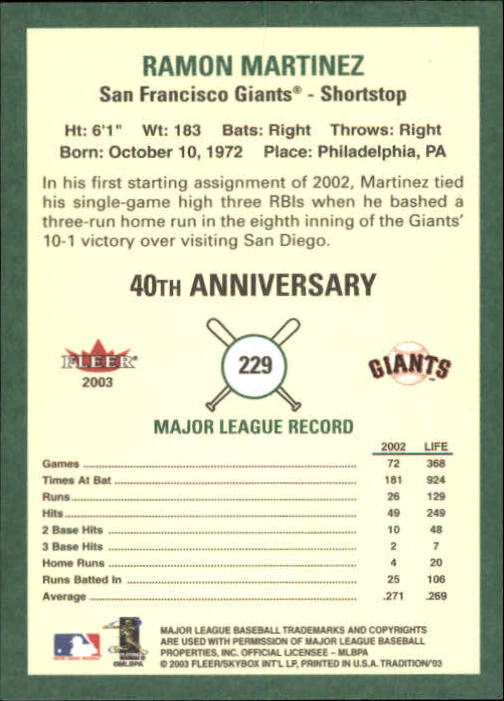 RAMON MARTINEZ
San Francisco Giants® - Shortstop
Ht: 6'1" Wt: 183 Bats: Right Throws: Right
Born: October 10, 1972 Place: Philadelphia, PA
In his first starting assignment of 2002, Martinez tied
his single-game high three RBIs when he bashed a
three-run home run in the eighth inning of the Giants'
10-1 victory over visiting San Diego.
40TH ANNIVERSARY
FLEER
2003
229
GIANTS
MAJOR LEAGUE RECORD
2002 LIFE
Games 72 368
Times At Bat 181 924
Runs 26 129
Hits 49 249
2 Base Hits 10 48
3 Base Hits 2 7
Home Runs 4 20
Runs Batted In 25 106
Average .271 .269
©MLBPA
MAJOR LEAGUE BASEBALL TRADEMARKS AND COPYRIGHTS
ARE USED WITH PERMISSION OF MAJOR LEAGUE BASEBALL
PROPERTIES, INC. OFFICIAL LICENSEE - MLBPA
© 2003 FLEER/SKYBOX INT'L LP, PRINTED IN U.S.A. TRADITION/'03